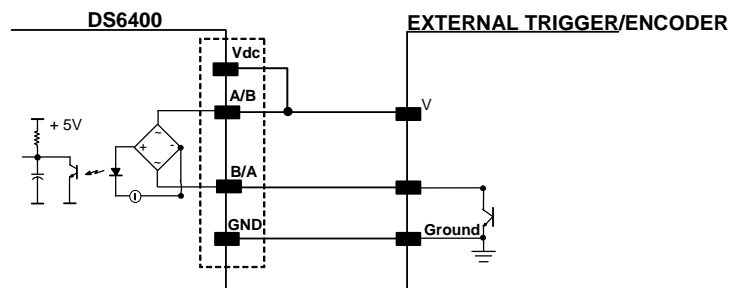 DS6400
EXTERNAL TRIGGER/ENCODER
Vdc
A/B
V
+ 5V
~
+
-
~
B/A
I
GND
Ground